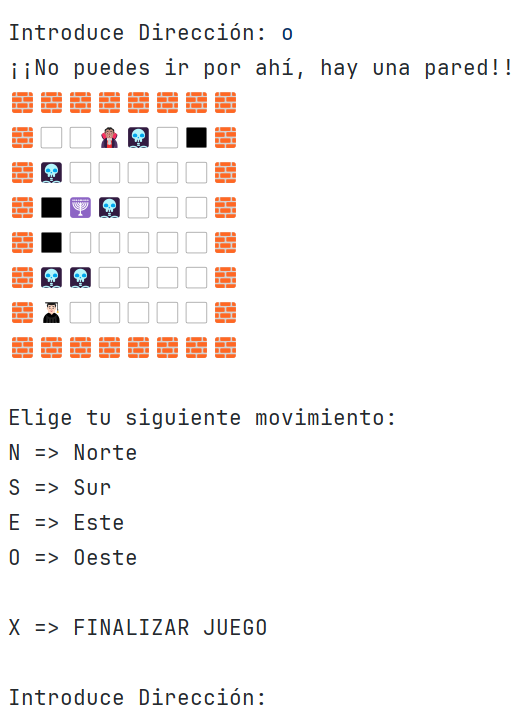 Introduce Dirección: o
¡¡No puedes ir por ahí, hay una pared!!
Elige tu siguiente movimiento:
N => Norte
S => Sur
E => Este
O => Oeste
X => FINALIZAR JUEGO
Introduce Dirección: